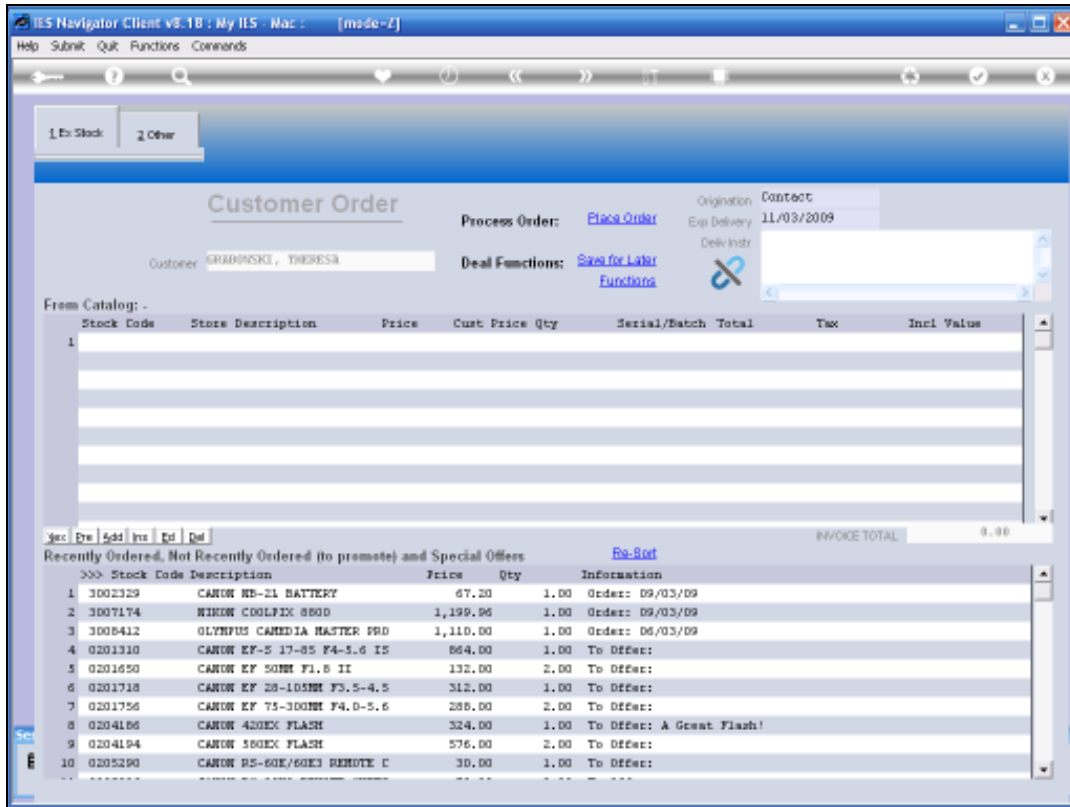 IES Navigator Client v8.18 : My IES - Mac : [mode=Z]
Help Submit Quit Functions Commands
1 Ex Stock 2 Other
Customer Order
Process Order: Place Order
Origination Contact
Exp Delivery 11/03/2009
Deliv Instr
Customer GRABOWSKI, THERESA
Deal Functions: Save for Later
Functions
From Catalog: -
Stock Code Store Description Price Cust Price Qty Serial/Batch Total Tax Incl Value
1
Pre Add Ins Ed Del
INVOICE TOTAL 0.00
Recently Ordered, Not Recently Ordered (to promote) and Special Offers Re-Sort
>>> Stock Code Description Price Qty Information
1 3002329 CANON NB-2L BATTERY 67.20 1.00 Order: 09/03/09
2 3007174 NIKON COOLPIX 8800 1,199.96 1.00 Order: 09/03/09
3 3008412 OLYMPUS CAMEDIA MASTER PRO 1,110.00 1.00 Order: 06/03/09
4 0201310 CANON EF-S 17-85 F4-5.6 IS 864.00 1.00 To Offer:
5 0201650 CANON EF 50MM F1.8 II 132.00 2.00 To Offer:
6 0201718 CANON EF 28-105MM F3.5-4.5 312.00 1.00 To Offer:
7 0201756 CANON EF 75-300MM F4.0-5.6 288.00 2.00 To Offer:
8 0204186 CANON 420EX FLASH 324.00 1.00 To Offer: A Great Flash!
9 0204194 CANON 580EX FLASH 576.00 2.00 To Offer:
10 0205290 CANON RS-60E/60E3 REMOTE C 30.00 1.00 To Offer: